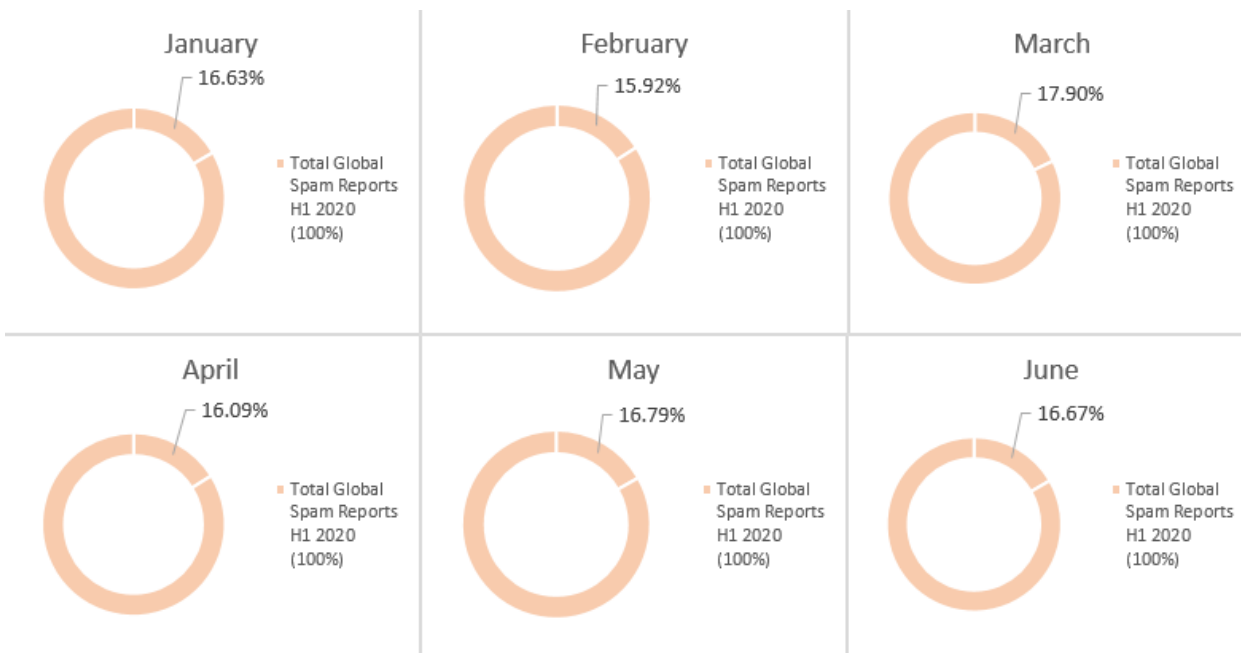 January
16.63%
Total Global
Spam Reports
H1 2020
(100%)
February
15.92%
Total Global
Spam Reports
H1 2020
(100%)
March
17.90%
Total Global
Spam Reports
H1 2020
(100%)
April
16.09%
Total Global
Spam Reports
H1 2020
(100%)
May
16.79%
Total Global
Spam Reports
H1 2020
(100%)
June
16.67%
Total Global
Spam Reports
H1 2020
(100%)